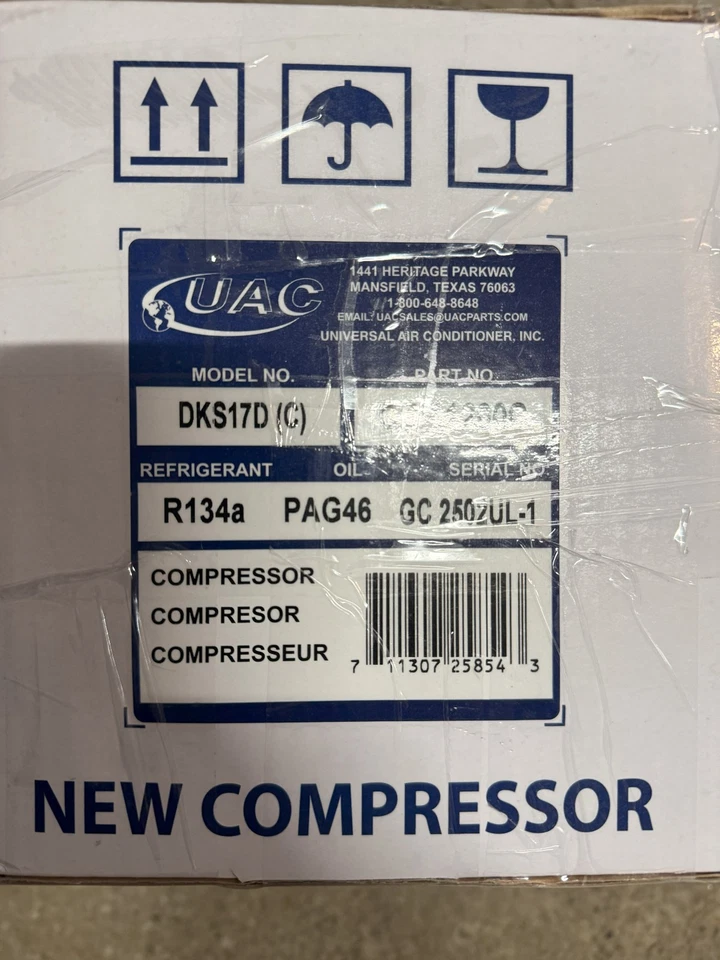 UAC
1441 HERITAGE PARKWAY
MANSFIELD, TEXAS 76063
1-800-648-8648
EMAIL: UACSALES@UACPARTS.COM
UNIVERSAL AIR CONDITIONER, INC.
MODEL NO. PART NO.
DKS17D (C)
REFRIGERANT OIL SERIAL NO.
R134a PAG46 GC 2502UL-1
COMPRESSOR
COMPRESOR
COMPRESSEUR
7 11307 25854 3
NEW COMPRESSOR